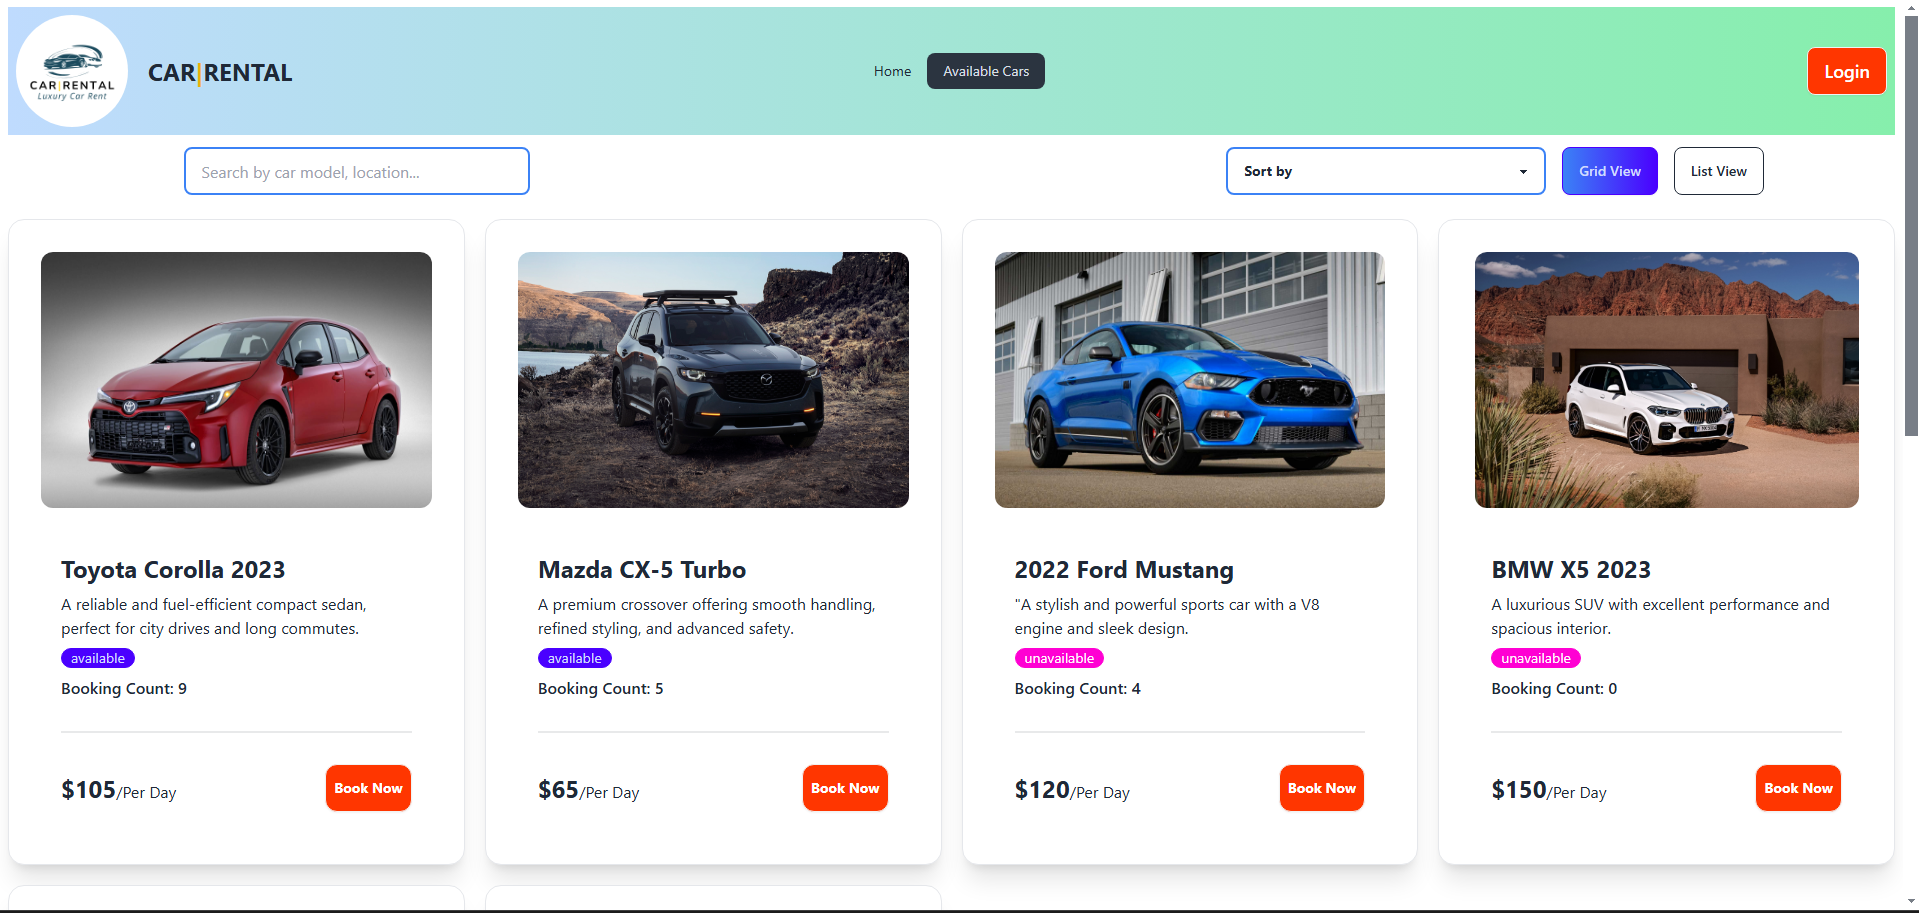 CAR|RENTAL
Luxury Car Rent
CAR|RENTAL
Home
Available Cars
Login
Search by car model, location...
Sort by
Grid View
List View
Toyota Corolla 2023
A reliable and fuel-efficient compact sedan,
perfect for city drives and long commutes.
available
Booking Count: 9
$105/Per Day
Book Now
Mazda CX-5 Turbo
A premium crossover offering smooth handling,
refined styling, and advanced safety.
available
Booking Count: 5
$65/Per Day
Book Now
2022 Ford Mustang
"A stylish and powerful sports car with a V8
engine and sleek design.
unavailable
Booking Count: 4
$120/Per Day
Book Now
BMW X5 2023
A luxurious SUV with excellent performance and
spacious interior.
unavailable
Booking Count: 0
$150/Per Day
Book Now